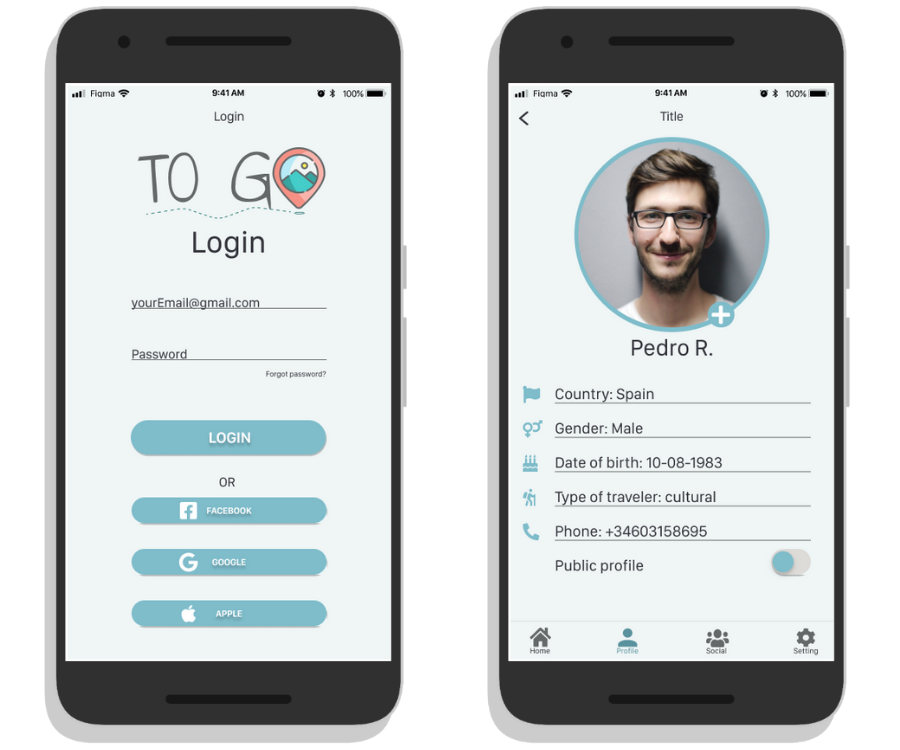 Figma 9:41 AM 100%
Login
TO GO
Login
yourEmail@gmail.com
Password
Forgot password?
LOGIN
OR
FACEBOOK
GOOGLE
APPLE
Figma 9:41 AM 100%
Title
Pedro R.
Country: Spain
Gender: Male
Date of birth: 10-08-1983
Type of traveler: cultural
Phone: +34603158695
Public profile
Home Profile Social Setting